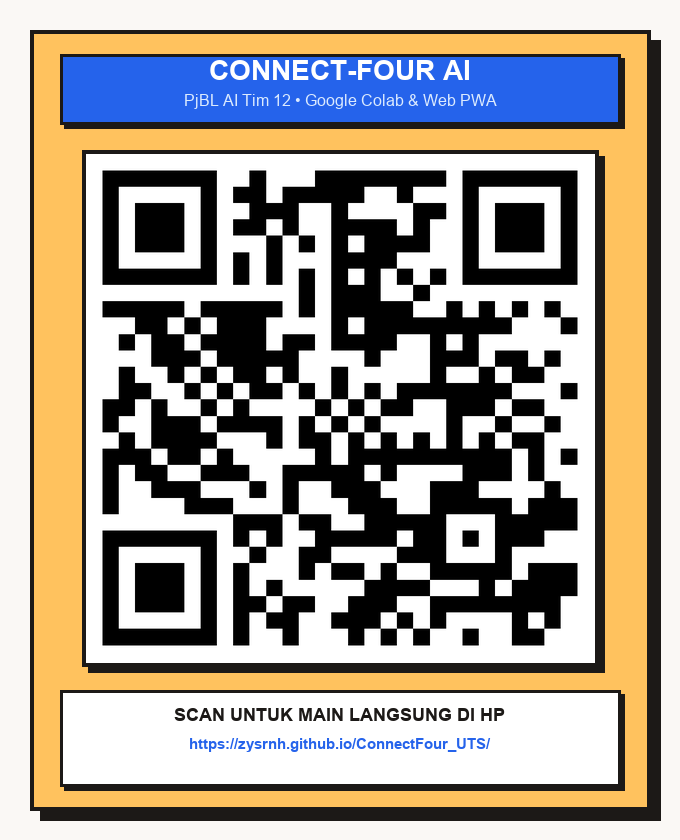 CONNECT-FOUR AI
PjBL AI Tim 12 • Google Colab & Web PWA
SCAN UNTUK MAIN LANGSUNG DI HP
https://zysrnh.github.io/ConnectFour_UTS/